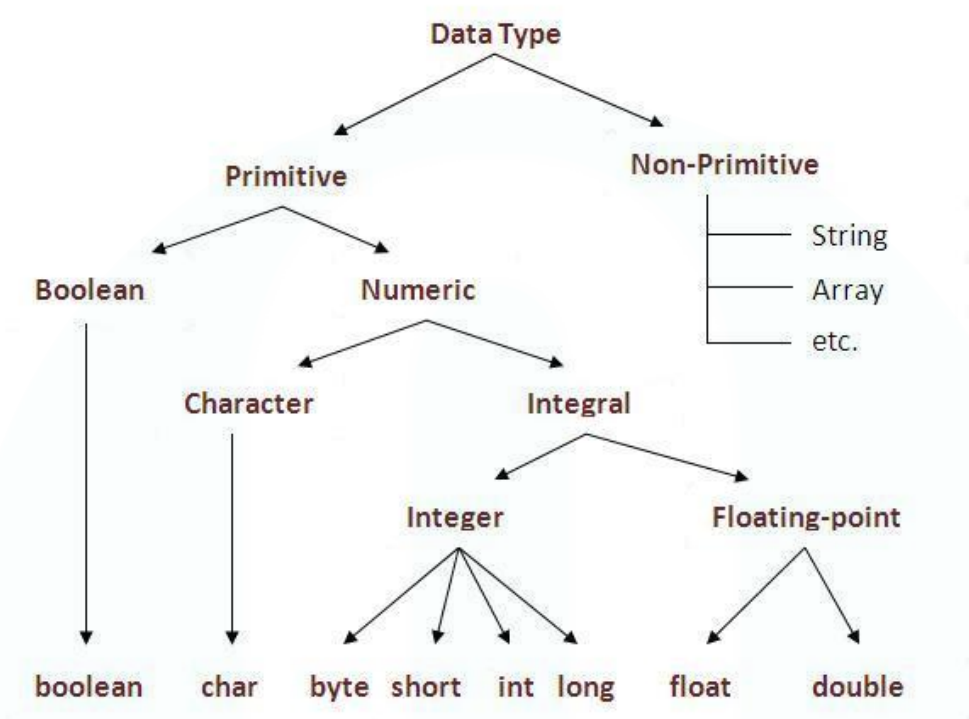 Data Type
Primitive
Non-Primitive
String
Array
etc.
Boolean
Numeric
Character
Integral
Integer
Floating-point
boolean char byte short int long float double